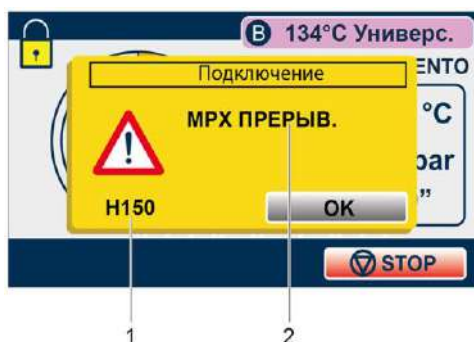 B 134°C Универс.
ENTO
Подключение
°C
МРХ ПРЕРЫВ.
bar
”
H150
OK
STOP
1
2